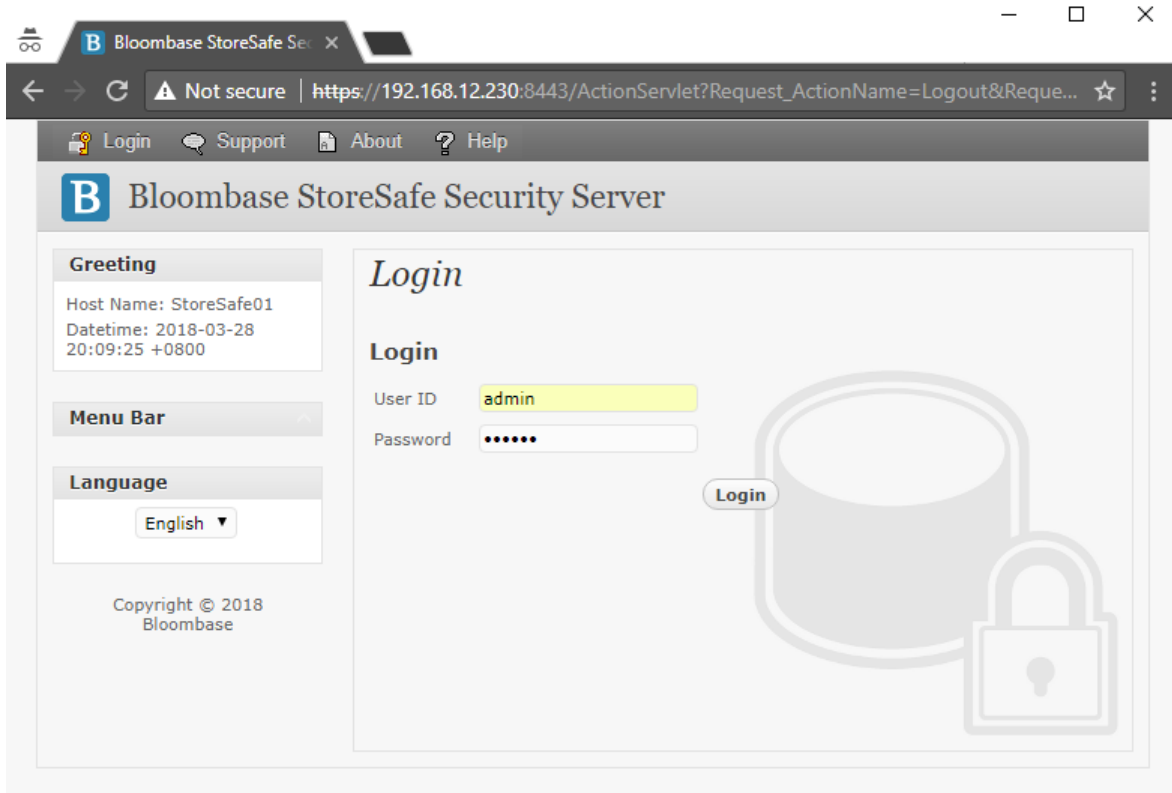 Bloombase StoreSafe Sec
Not secure | https://192.168.12.230:8443/ActionServlet?Request_ActionName=Logout&Reque...
Login Support About Help
B Bloombase StoreSafe Security Server
Greeting
Host Name: StoreSafe01
Datetime: 2018-03-28
20:09:25 +0800
Menu Bar
Language
English
Copyright © 2018
Bloombase
Login
Login
User ID admin
Password ••••••
Login